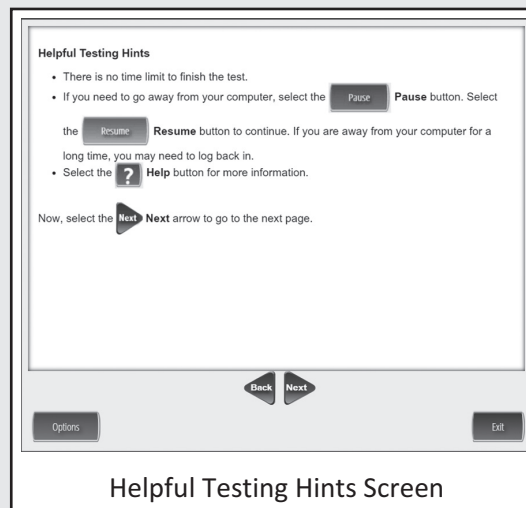 Helpful Testing Hints
• There is no time limit to finish the test.
• If you need to go away from your computer, select the Pause Pause button. Select
the Resume Resume button to continue. If you are away from your computer for a
long time, you may need to log back in.
• Select the ? Help button for more information.
Now, select the Next Next arrow to go to the next page.
Back Next
Options Exit
Helpful Testing Hints Screen